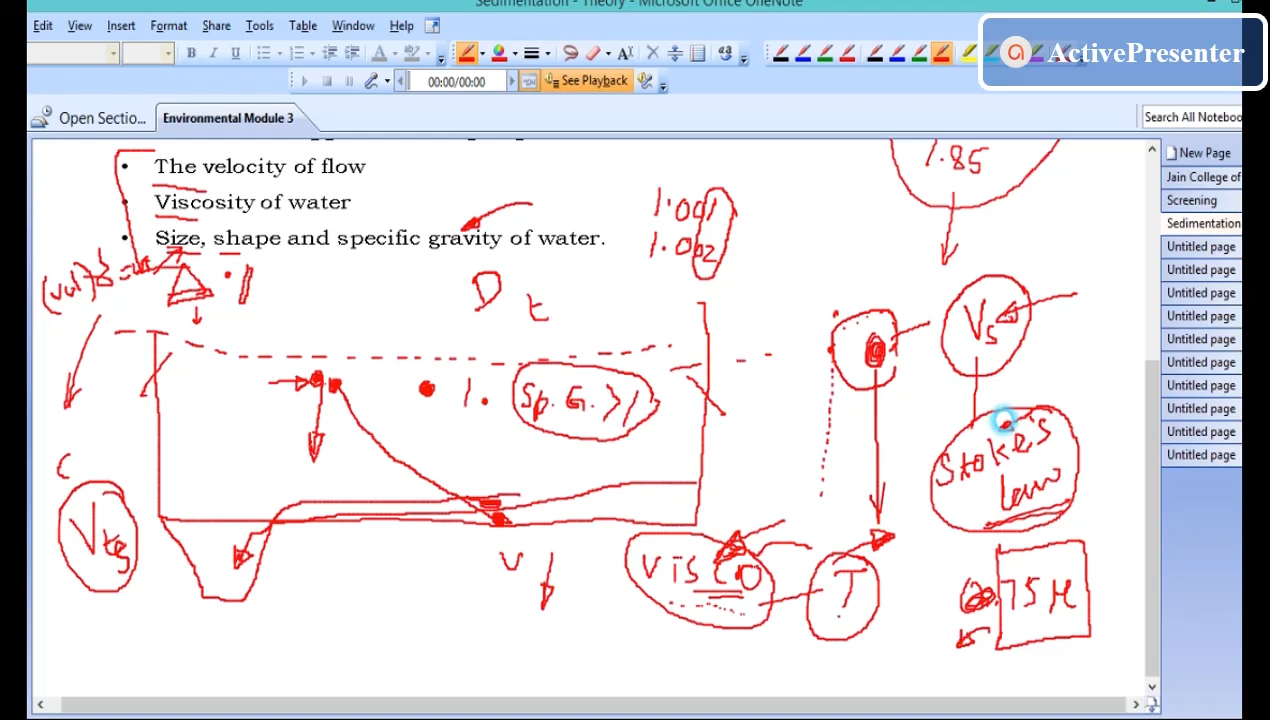 Sedimentation - Theory - Microsoft Office OneNote
Edit View Insert Format Share Tools Table Window Help
ActivePresenter
B I U
00:00/00:00 See Playback
Open Sectio... Environmental Module 3
Search All Notebo
• The velocity of flow
• Viscosity of water
• Size, shape and specific gravity of water.
New Page
Jain College of
Screening
Sedimentation
Untitled page
Untitled page
Untitled page
Untitled page
Untitled page
Untitled page
Untitled page
Untitled page
Untitled page
Untitled page
1.85
1.001
1.002
D
t
Vs
1. Sp. G. >>1
Stoke's
law
V
Visco
T